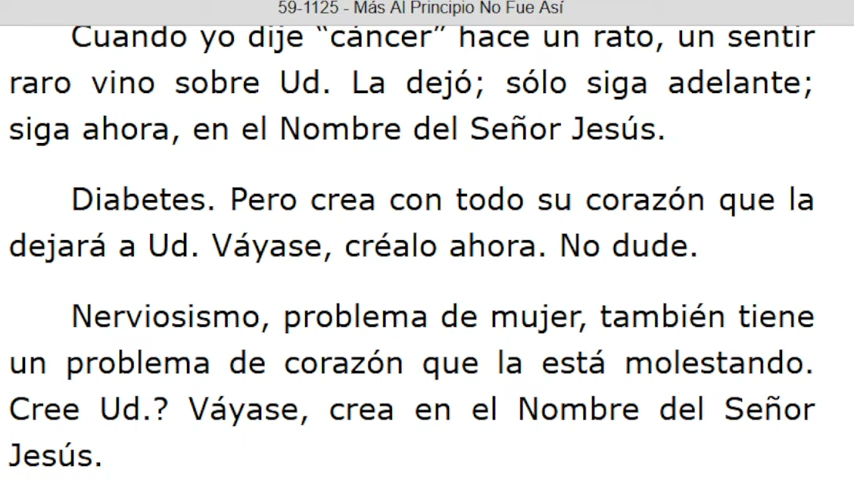 59-1125 - Más Al Principio No Fue Así
Cuando yo dije “cáncer” hace un rato, un sentir
raro vino sobre Ud. La dejó; sólo siga adelante;
siga ahora, en el Nombre del Señor Jesús.
Diabetes. Pero crea con todo su corazón que la
dejará a Ud. Váyase, créalo ahora. No dude.
Nerviosismo, problema de mujer, también tiene
un problema de corazón que la está molestando.
Cree Ud.? Váyase, crea en el Nombre del Señor
Jesús.